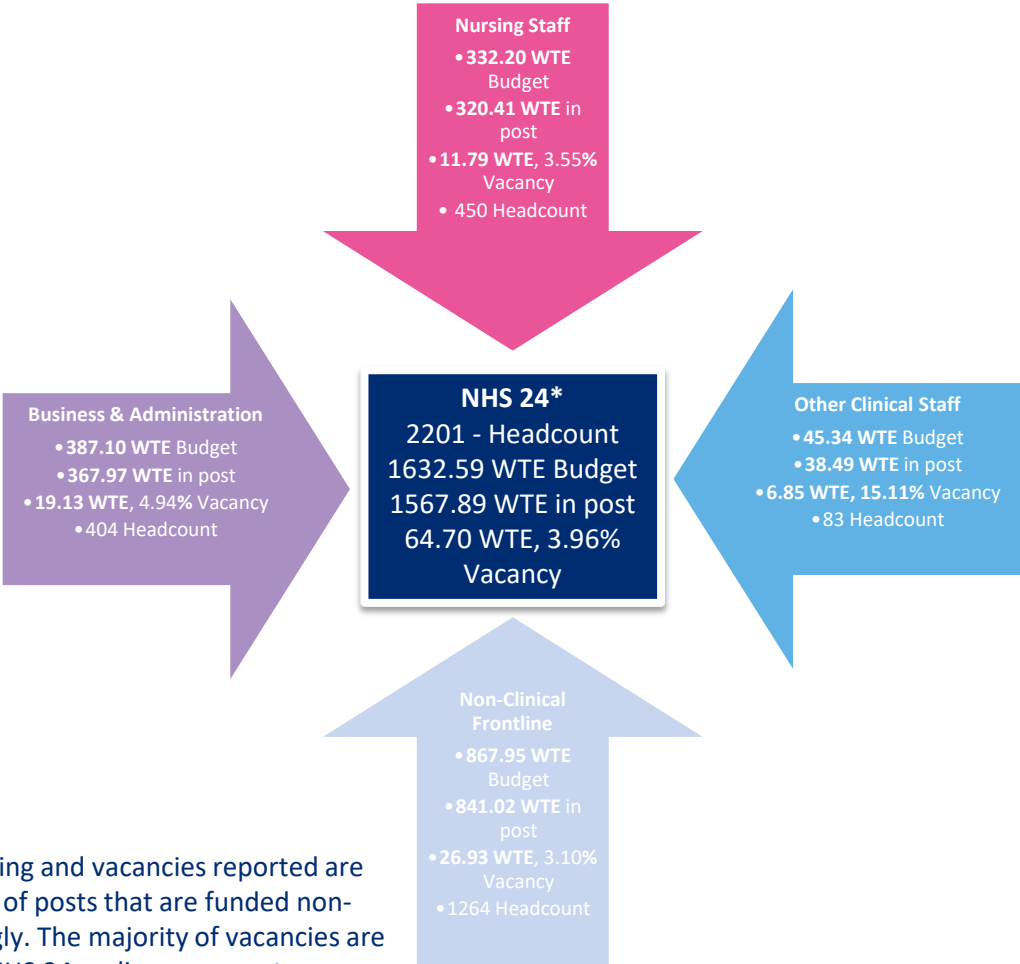 Nursing Staff
•332.20 WTE
Budget
•320.41 WTE in
post
•11.79 WTE, 3.55%
Vacancy
• 450 Headcount
Business & Administration
•387.10 WTE Budget
•367.97 WTE in post
•19.13 WTE, 4.94% Vacancy
•404 Headcount
NHS 24*
2201 - Headcount
1632.59 WTE Budget
1567.89 WTE in post
64.70 WTE, 3.96%
Vacancy
Other Clinical Staff
•45.34 WTE Budget
•38.49 WTE in post
•6.85 WTE, 15.11% Vacancy
•83 Headcount
Non-Clinical
Frontline
•867.95 WTE
Budget
•841.02 WTE in
post
•26.93 WTE, 3.10%
Vacancy
•1264 Headcount
ing and vacancies reported are
of posts that are funded non-
gly. The majority of vacancies are